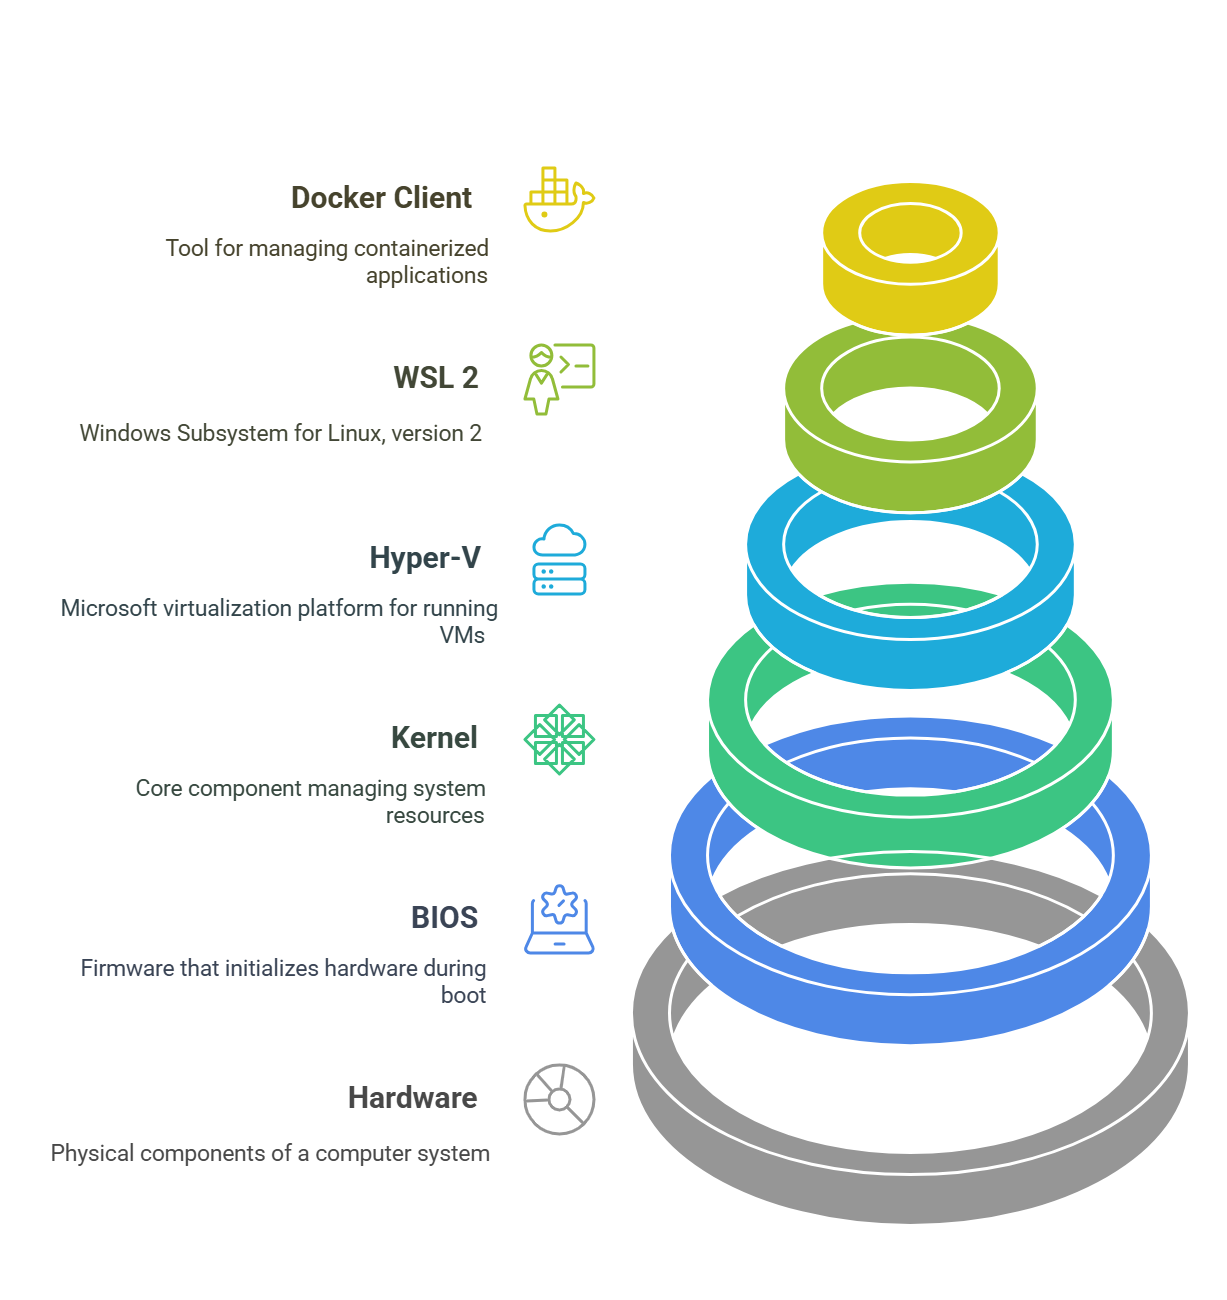 Docker Client
Tool for managing containerized
applications
WSL 2
Windows Subsystem for Linux, version 2
Hyper-V
Microsoft virtualization platform for running
VMs
Kernel
Core component managing system
resources
BIOS
Firmware that initializes hardware during
boot
Hardware
Physical components of a computer system